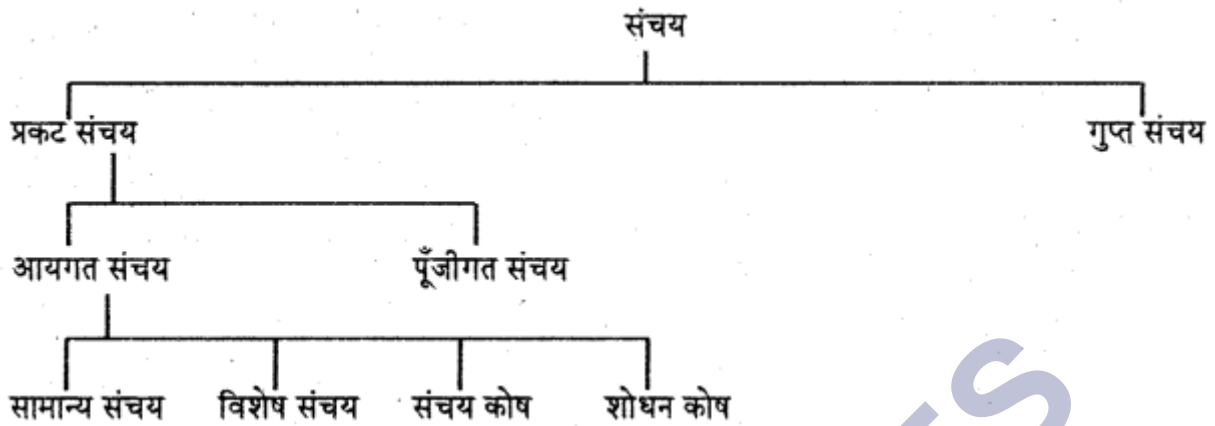 संचय
प्रकट संचय गुप्त संचय
आयगत संचय पूँजीगत संचय
सामान्य संचय विशेष संचय संचय कोष शोधन कोष